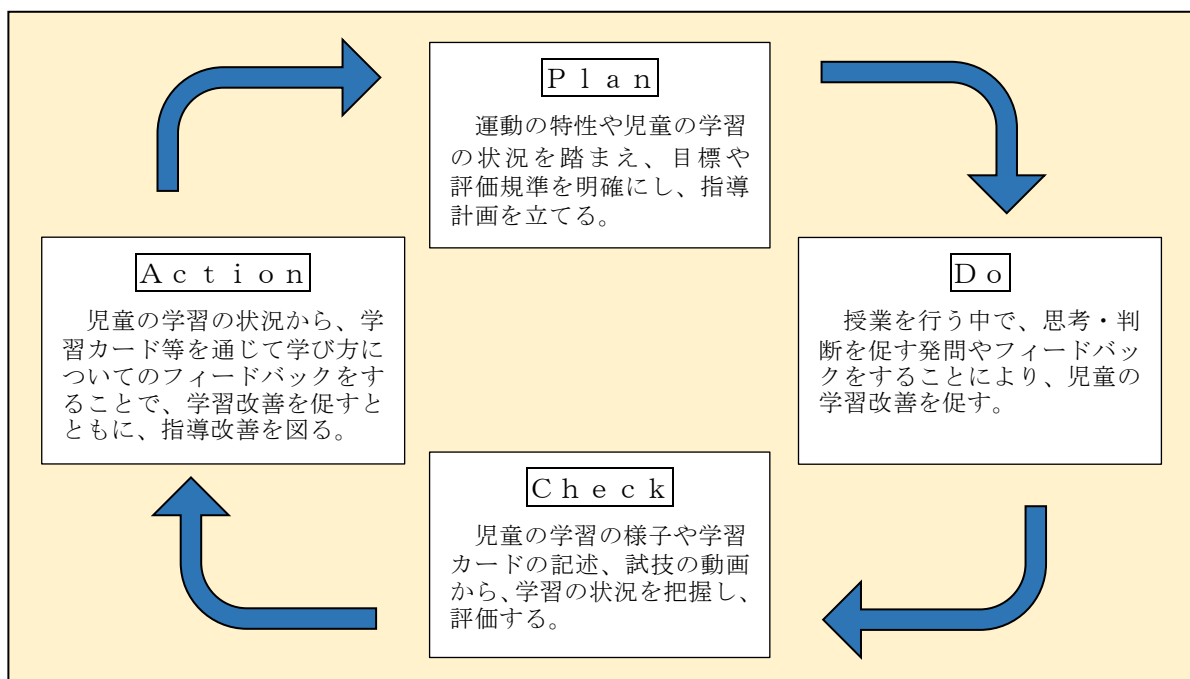 Ｐｌａｎ
　運動の特性や児童の学習
の状況を踏まえ、目標や
評価規準を明確にし、指導
計画を立てる。
Ｄｏ
　授業を行う中で、思考・判
断を促す発問やフィードバッ
クをすることにより、児童の
学習改善を促す。
Ｃｈｅｃｋ
　児童の学習の様子や学習
カードの記述、試技の動画
から、学習の状況を把握し、
評価する。
Ａｃｔｉｏｎ
　児童の学習の状況から、学
習カード等を通じて学び方に
ついてのフィードバックをす
ることで、学習改善を促すと
ともに、指導改善を図る。